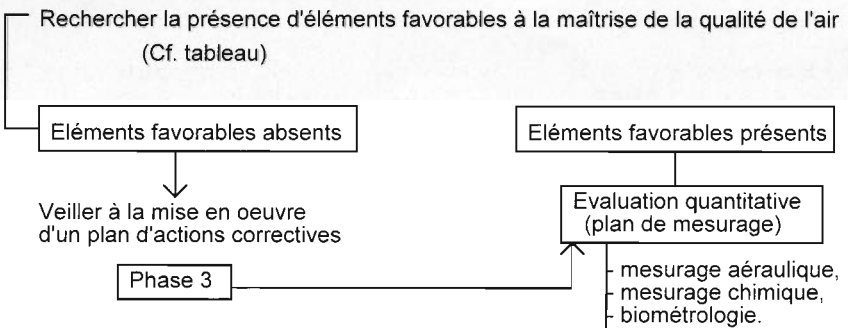 Rechercher la présence d'éléments favorables à la maîtrise de la qualité de l'air
(Cf. tableau)
Eléments favorables absents
Eléments favorables présents
Veiller à la mise en oeuvre
d'un plan d'actions correctives
Evaluation quantitative
(plan de mesurage)
Phase 3
- mesurage aéraulique,
- mesurage chimique,
- biométrologie.